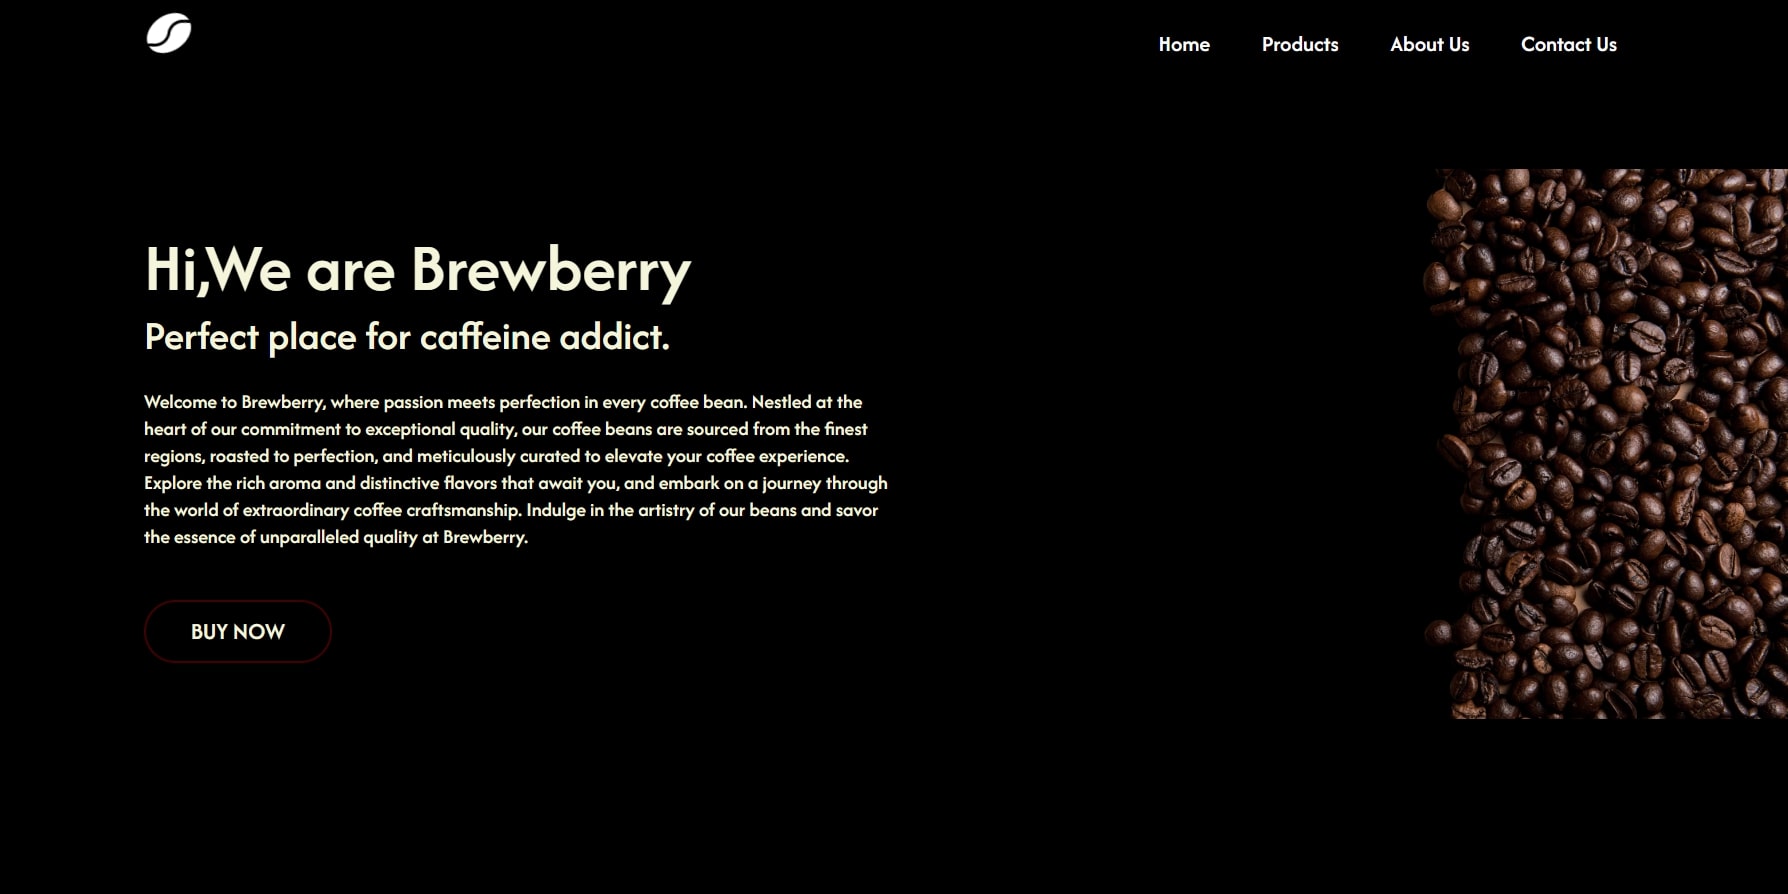 Home Products About Us Contact Us
Hi,We are Brewberry
Perfect place for caffeine addict.
Welcome to Brewberry, where passion meets perfection in every coffee bean. Nestled at the
heart of our commitment to exceptional quality, our coffee beans are sourced from the finest
regions, roasted to perfection, and meticulously curated to elevate your coffee experience.
Explore the rich aroma and distinctive flavors that await you, and embark on a journey through
the world of extraordinary coffee craftsmanship. Indulge in the artistry of our beans and savor
the essence of unparalleled quality at Brewberry.
BUY NOW